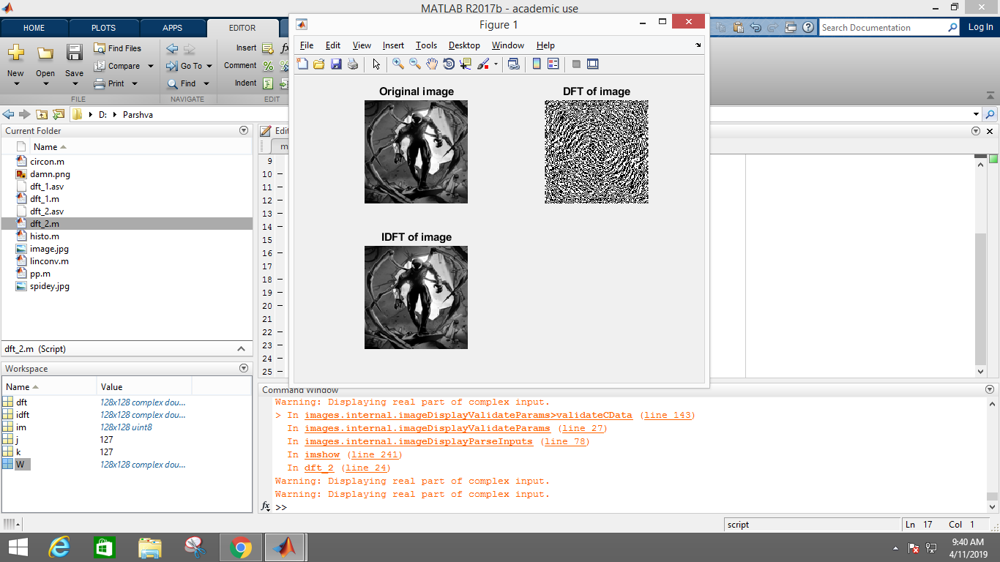 MATLAB R2017b - academic use
HOME PLOTS APPS EDITOR
Search Documentation
Log In
New Open Save
Find Files
Compare
Print
Go To
Find
Insert fx
Comment %
Indent
FILE NAVIGATE EDIT
D: Parshva
Current Folder
Name
circon.m
damn.png
dft_1.asv
dft_1.m
dft_2.asv
dft_2.m
histo.m
image.jpg
linconv.m
pp.m
spidey.jpg
dft_2.m (Script)
Workspace
Name Value
dft 128x128 complex dou...
idft 128x128 complex dou...
im 128x128 uint8
j 127
k 127
W 128x128 complex dou...
Edi
m
9
10 –
11 –
12 –
13 –
14 –
15
16 –
17 –
18 –
19 –
20 –
21
22 –
23 –
24 –
25 –
Figure 1
File Edit View Insert Tools Desktop Window Help
Original image
DFT of image
IDFT of image
Command Window
Warning: Displaying real part of complex input.
> In images.internal.imageDisplayValidateParams>validateCData (line 143)
In images.internal.imageDisplayValidateParams (line 27)
In images.internal.imageDisplayParseInputs (line 78)
In imshow (line 241)
In dft_2 (line 24)
Warning: Displaying real part of complex input.
Warning: Displaying real part of complex input.
fx >>
script
Ln 17 Col 1
9:40 AM
4/11/2019